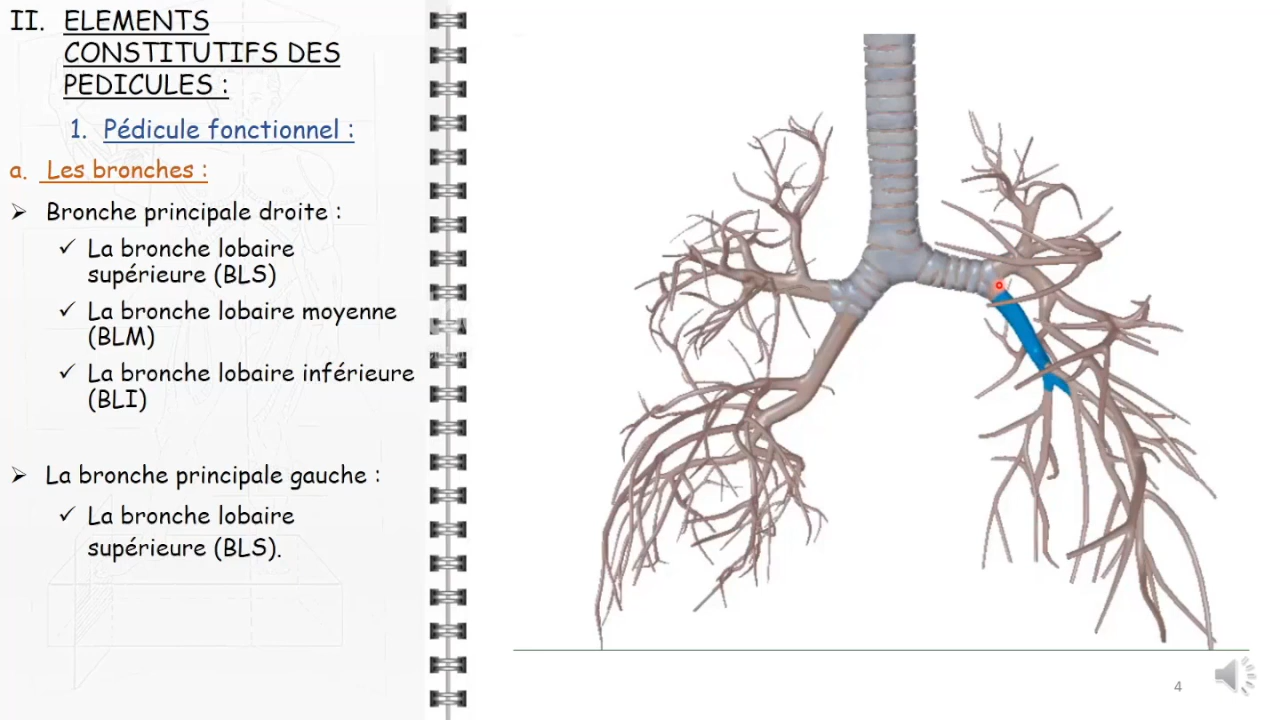 II. ELEMENTS
CONSTITUTIFS DES
PEDICULES :
1. Pédicule fonctionnel :
a. Les bronches :
➢ Bronche principale droite :
✓ La bronche lobaire
supérieure (BLS)
✓ La bronche lobaire moyenne
(BLM)
✓ La bronche lobaire inférieure
(BLI)
➢ La bronche principale gauche :
✓ La bronche lobaire
supérieure (BLS).
4